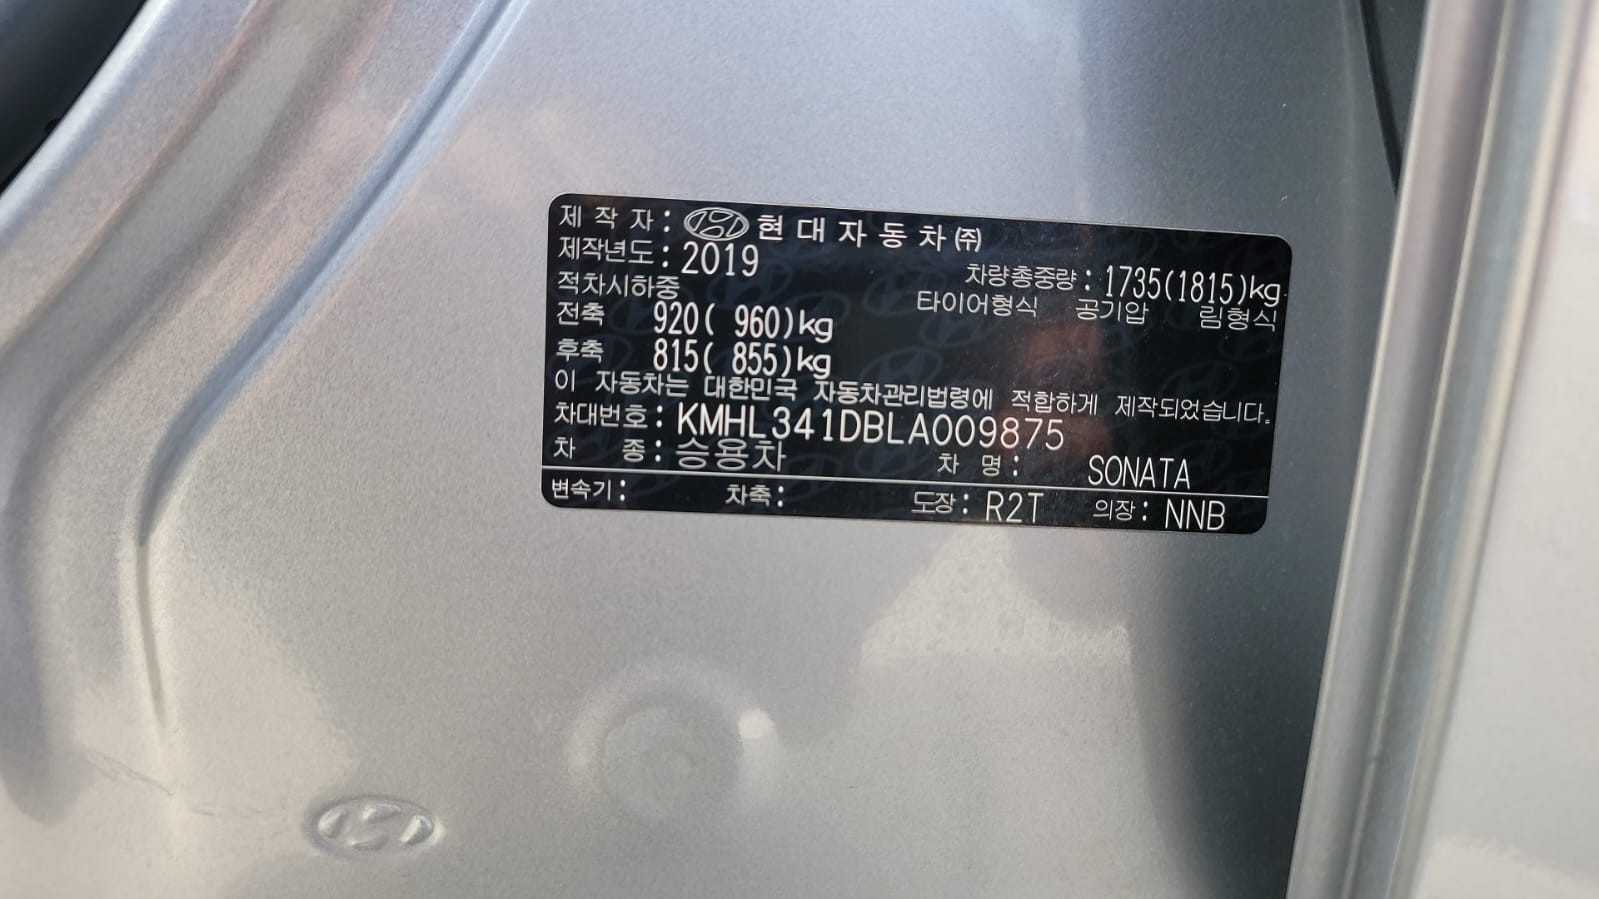 제 작 자 : 현대자동차㈜
제작년도 : 2019
차량총중량 : 1735(1815)kg
적차시하중
타이어형식 공기압 림형식
전축 920( 960)kg
후축 815( 855)kg
이 자동차는 대한민국 자동차관리법령에 적합하게 제작되었습니다.
차대번호 : KMHL341DBLA009875
차 종 : 승용차 차 명 : SONATA
변속기 : 차축 : 도장 : R2T 의장 : NNB